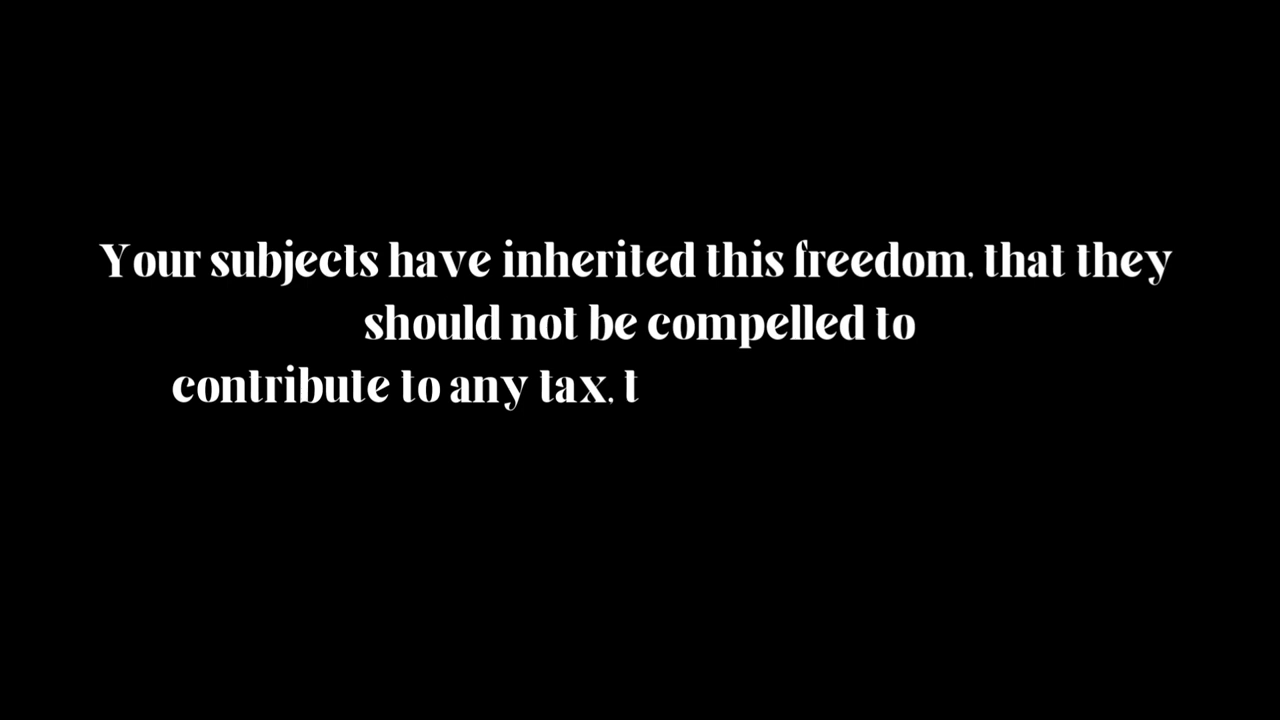 Your subjects have inherited this freedom, that they
should not be compelled to
contribute to any tax, t